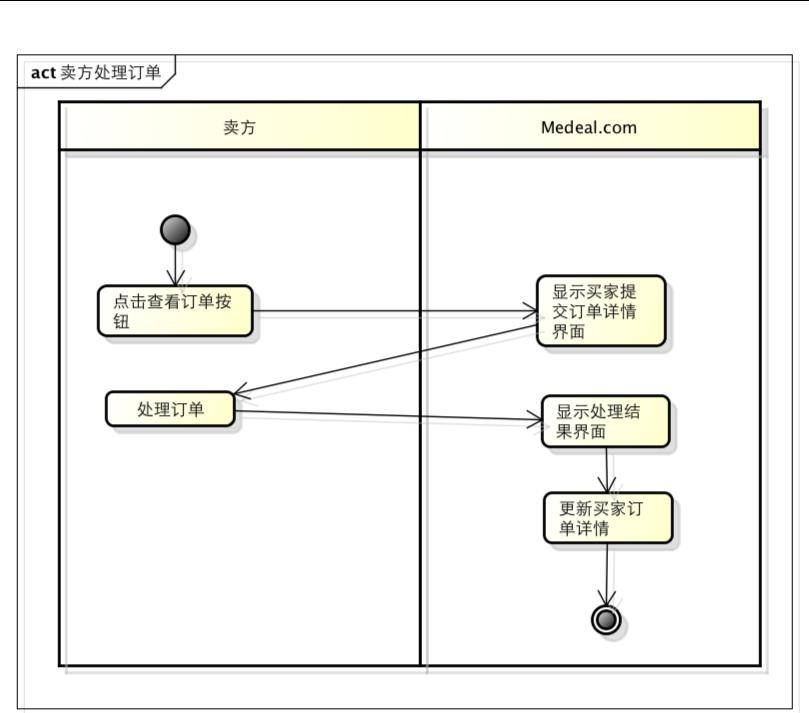 act 卖方处理订单
卖方
Medeal.com
点击查看订单按
钮
显示买家提
交订单详情
界面
处理订单
显示处理结
果界面
更新买家订
单详情